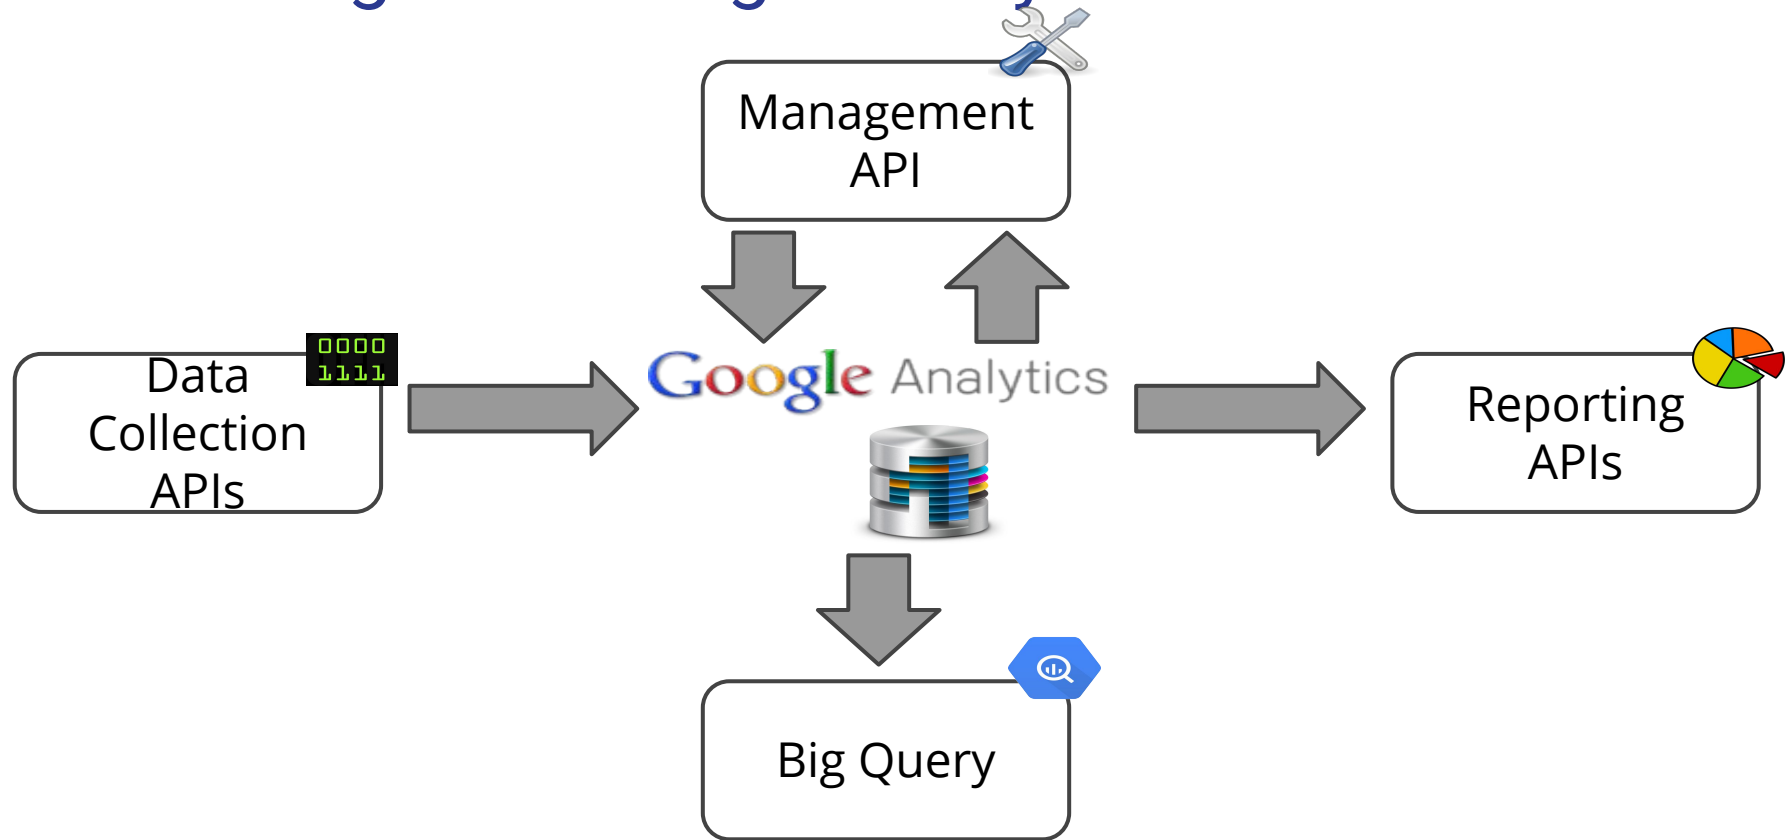 Management
API
0000
1111
Data
Collection
APIs
Google Analytics
Reporting
APIs
Big Query